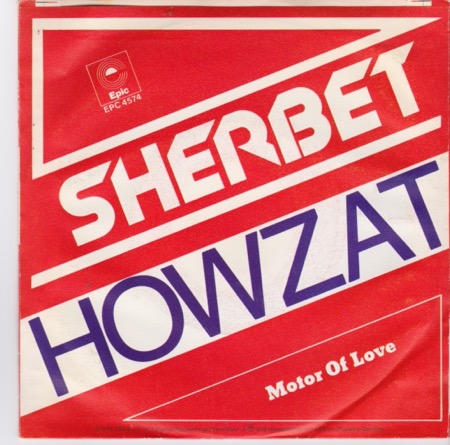 Epic
EPC 4574
SHERBET
HOWZAT
Motor Of Love